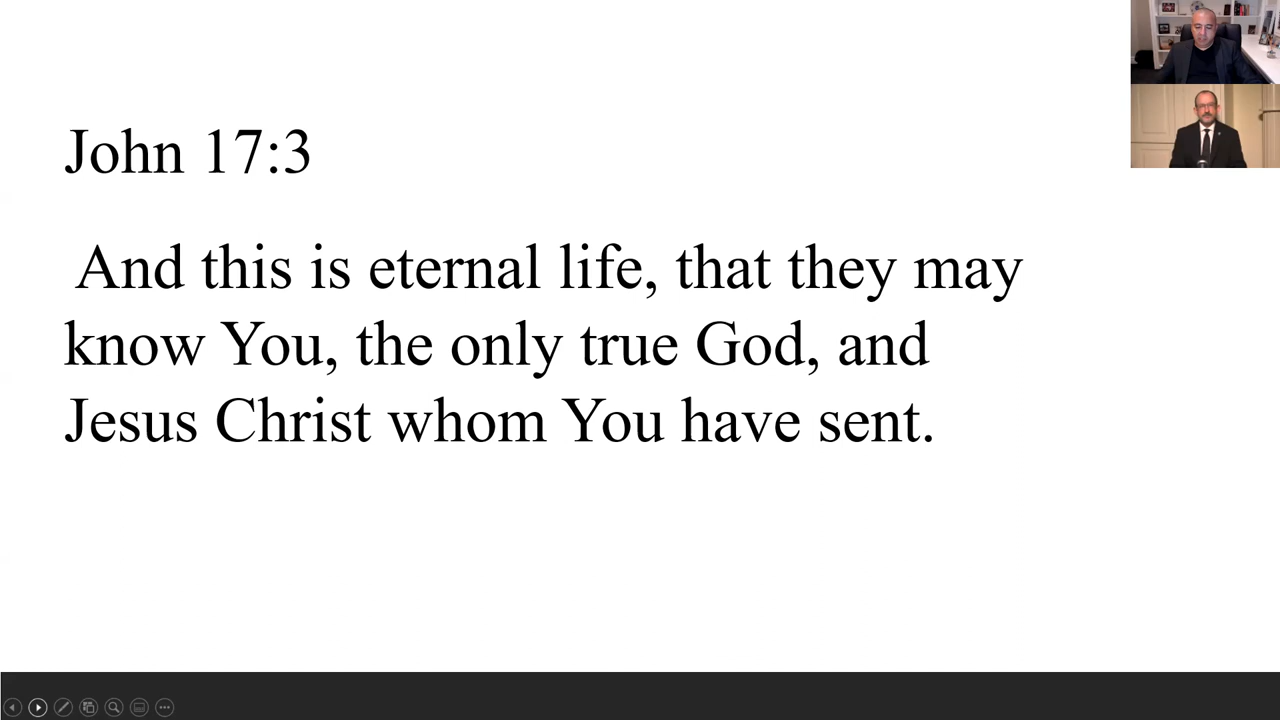 John 17:3
And this is eternal life, that they may
know You, the only true God, and
Jesus Christ whom You have sent.